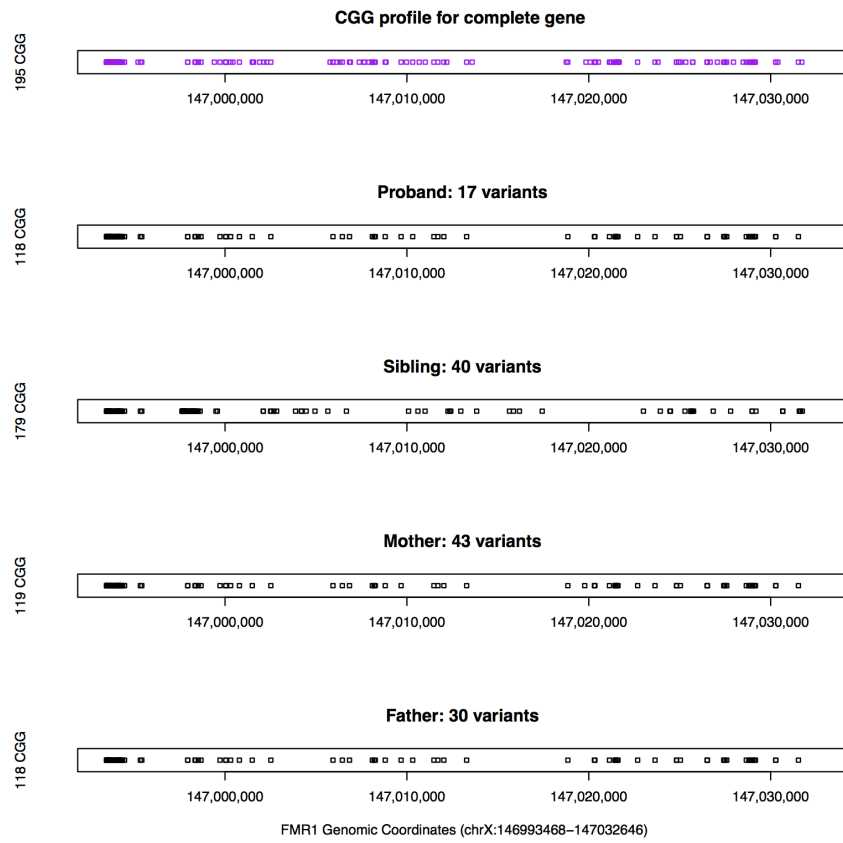 CGG profile for complete gene
195 CGG
147,000,000 147,010,000 147,020,000 147,030,000
Proband: 17 variants
118 CGG
147,000,000 147,010,000 147,020,000 147,030,000
Sibling: 40 variants
179 CGG
147,000,000 147,010,000 147,020,000 147,030,000
Mother: 43 variants
119 CGG
147,000,000 147,010,000 147,020,000 147,030,000
Father: 30 variants
118 CGG
147,000,000 147,010,000 147,020,000 147,030,000
FMR1 Genomic Coordinates (chrX:146993468−147032646)